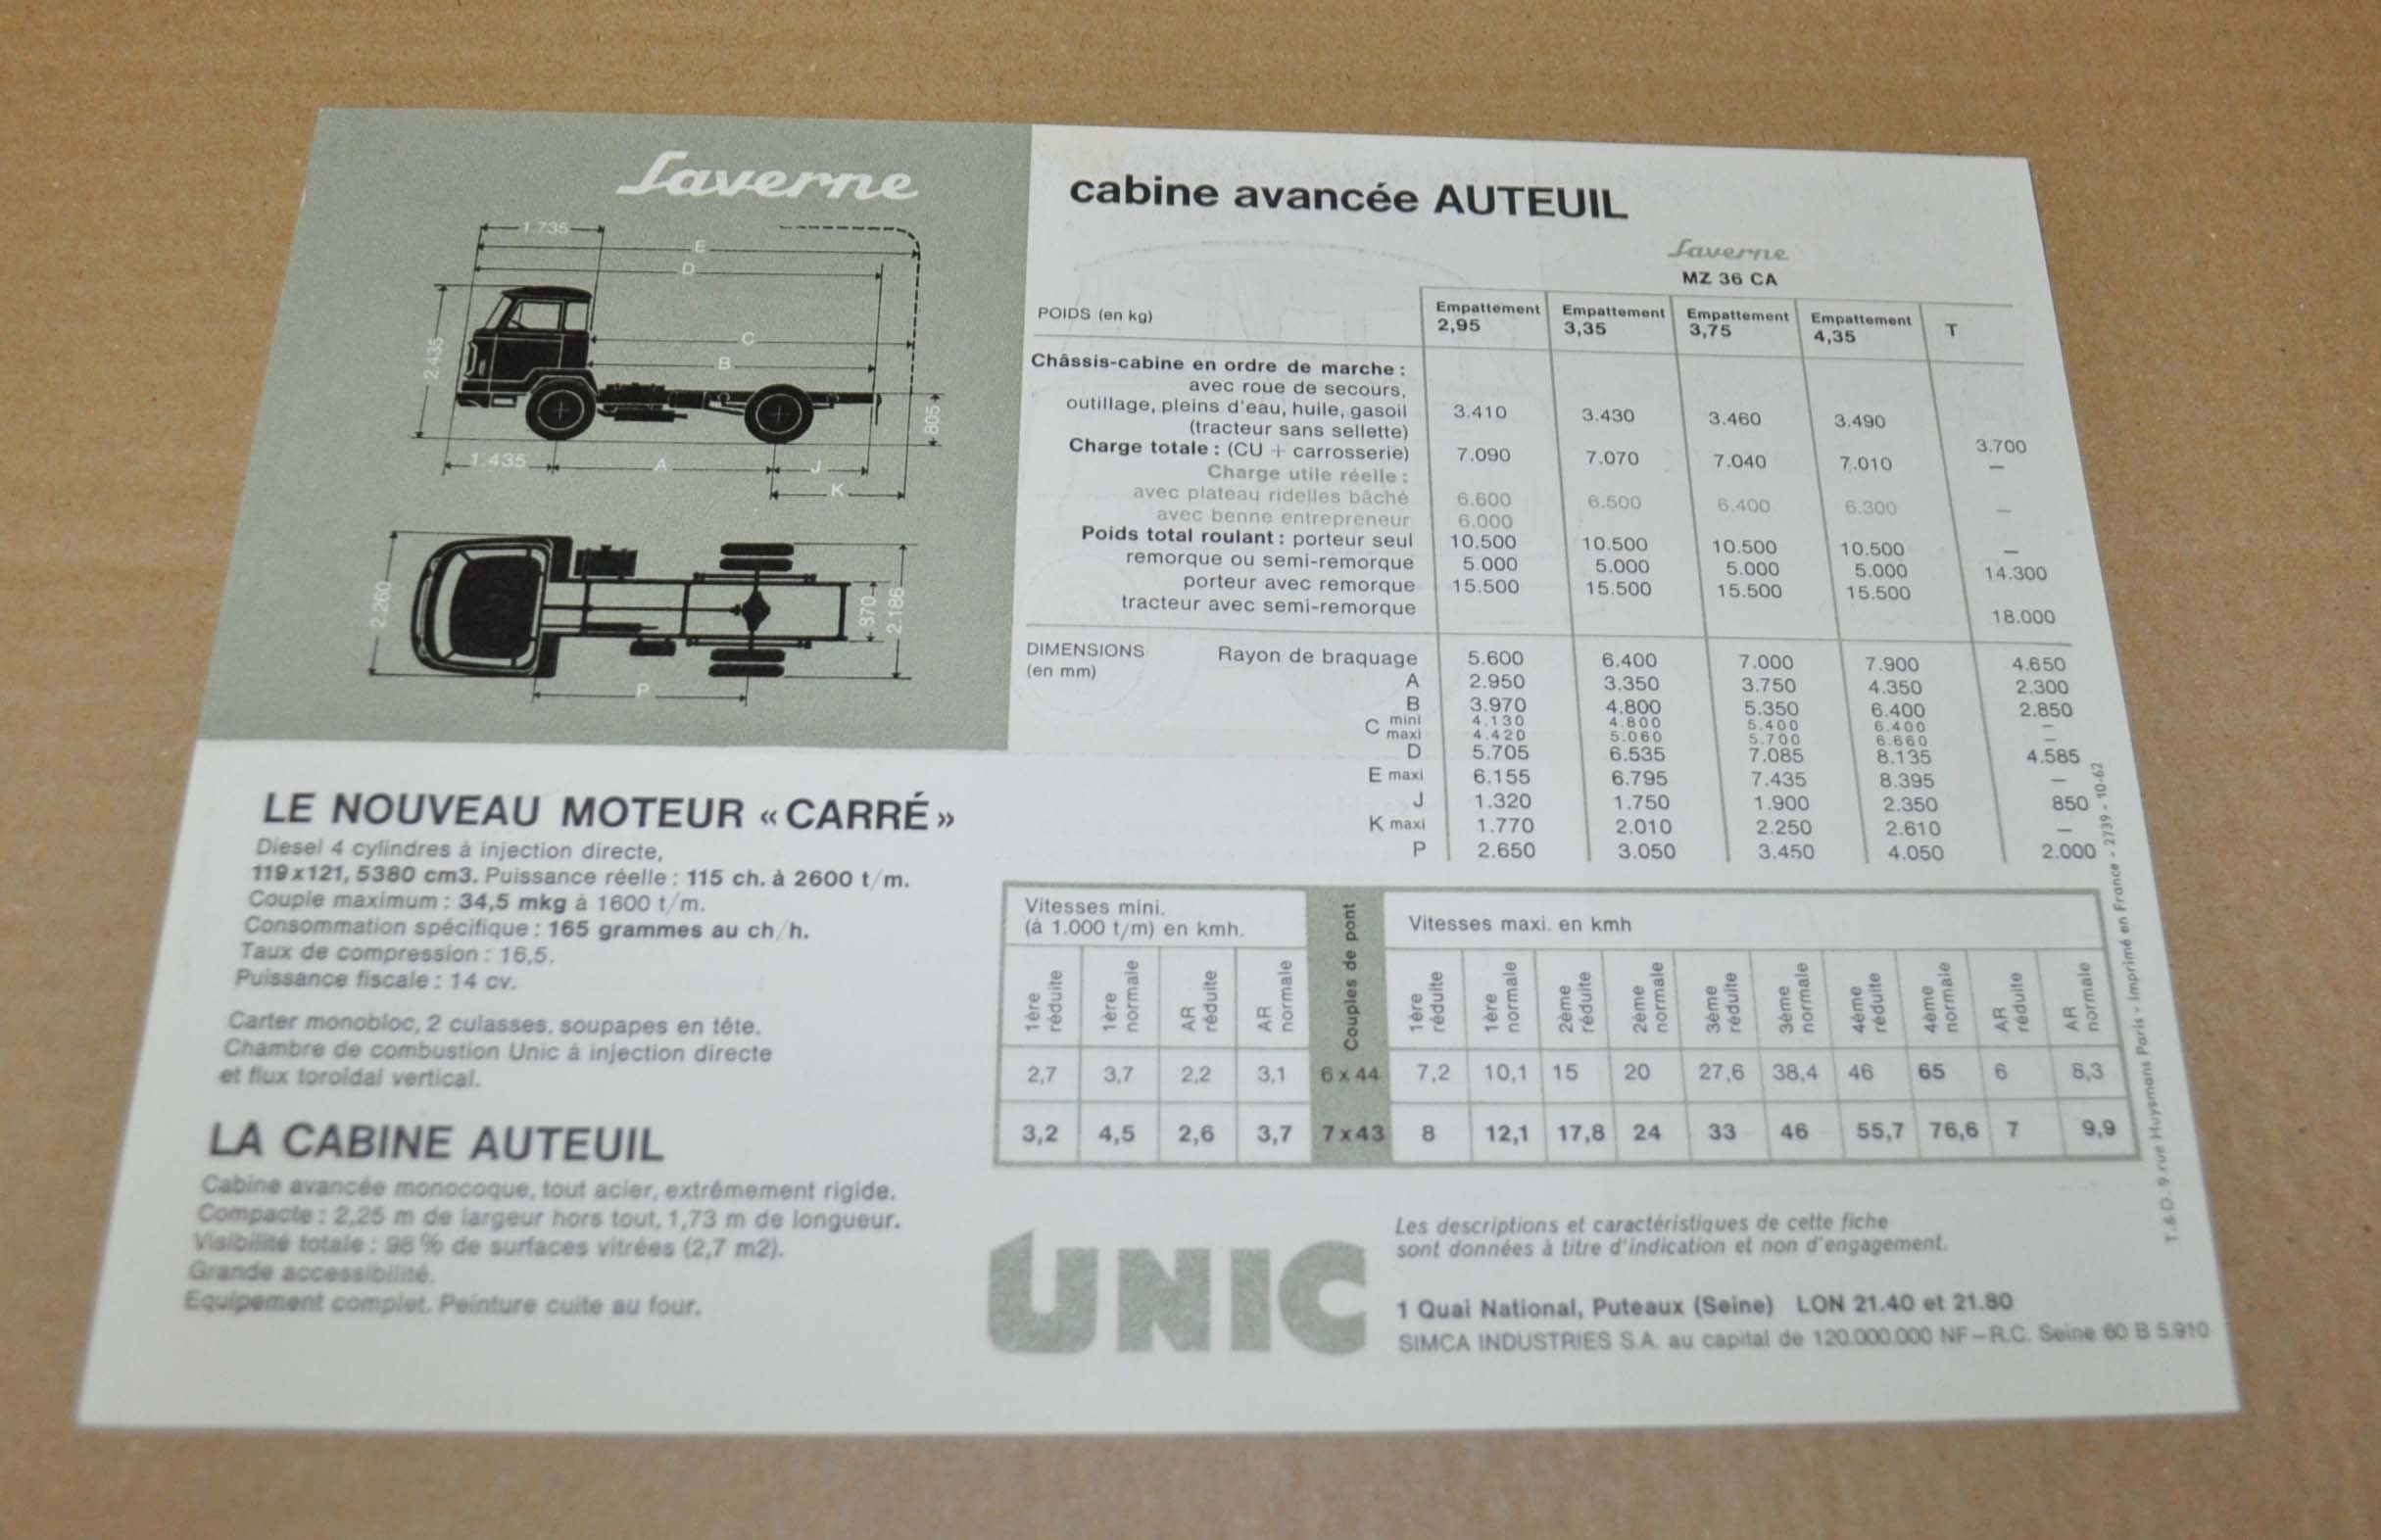 Saverne
1.735
E
D
C
B
2.435
805
1.435
A
J
K
2.260
870
2.186
P
cabine avancée AUTEUIL
Saverne
MZ 36 CA
POIDS (en kg) Empattement 2,95 Empattement 3,35 Empattement 3,75 Empattement 4,35 T
Châssis-cabine en ordre de marche :
avec roue de secours,
outillage, pleins d'eau, huile, gasoil 3.410 3.430 3.460 3.490
(tracteur sans sellette) 3.700
Charge totale : (CU + carrosserie) 7.090 7.070 7.040 7.010 —
Charge utile réelle :
avec plateau ridelles bâché 6.600 6.500 6.400 6.300 —
avec benne entrepreneur 6.000
Poids total roulant : porteur seul 10.500 10.500 10.500 10.500 —
remorque ou semi-remorque 5.000 5.000 5.000 5.000 14.300
porteur avec remorque 15.500 15.500 15.500 15.500
tracteur avec semi-remorque 18.000
DIMENSIONS
(en mm)
Rayon de braquage 5.600 6.400 7.000 7.900 4.650
A 2.950 3.350 3.750 4.350 2.300
B 3.970 4.800 5.350 6.400 2.850
C mini 4.130 4.800 5.400 6.400 —
maxi 4.420 5.060 5.700 6.660 —
D 5.705 6.535 7.085 8.135 4.585
E maxi 6.155 6.795 7.435 8.395 —
J 1.320 1.750 1.900 2.350 850
K maxi 1.770 2.010 2.250 2.610 —
P 2.650 3.050 3.450 4.050 2.000
LE NOUVEAU MOTEUR « CARRÉ »
Diesel 4 cylindres à injection directe,
119x121, 5380 cm3. Puissance réelle : 115 ch. à 2600 t/m.
Couple maximum : 34,5 mkg à 1600 t/m.
Consommation spécifique : 165 grammes au ch/h.
Taux de compression : 16,5.
Puissance fiscale : 14 cv.
Carter monobloc, 2 culasses, soupapes en tête.
Chambre de combustion Unic à injection directe
et flux toroïdal vertical.
LA CABINE AUTEUIL
Cabine avancée monocoque, tout acier, extrêmement rigide.
Compacte : 2,25 m de largeur hors tout, 1,73 m de longueur.
Visibilité totale : 98 % de surfaces vitrées (2,7 m2).
Grande accessibilité.
Equipement complet. Peinture cuite au four.
Vitesses mini.
(à 1.000 t/m) en kmh.
Couples de pont
Vitesses maxi. en kmh
1ère réduite 1ère normale AR réduite AR normale 1ère réduite 1ère normale 2ème réduite 2ème normale 3ème réduite 3ème normale 4ème réduite 4ème normale AR réduite AR normale
2,7 3,7 2,2 3,1 6 x 44 7,2 10,1 15 20 27,6 38,4 46 65 6 8,3
3,2 4,5 2,6 3,7 7 x 43 8 12,1 17,8 24 33 46 55,7 76,6 7 9,9
UNIC
Les descriptions et caractéristiques de cette fiche
sont données à titre d'indication et non d'engagement.
1 Quai National, Puteaux (Seine) LON 21.40 et 21.80
SIMCA INDUSTRIES S.A. au capital de 120.000.000 NF – R.C. Seine 60 B 5.910
T.&D. 9 rue Huysmans Paris - Imprimé en France - 2739 - 10-62